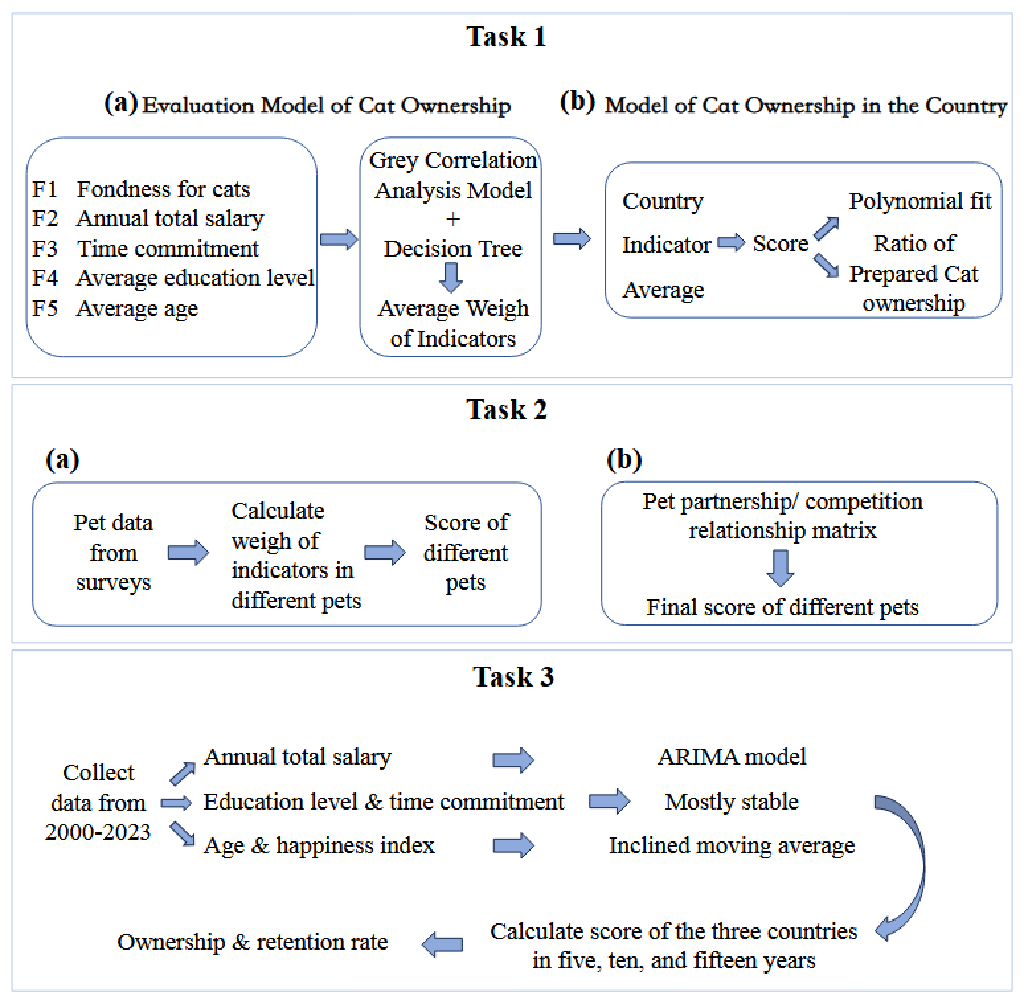 Task 1
(a) Evaluation Model of Cat Ownership
F1 Fondness for cats
F2 Annual total salary
F3 Time commitment
F4 Average education level
F5 Average age
Grey Correlation
Analysis Model
+
Decision Tree
Average Weigh
of Indicators
(b) Model of Cat Ownership in the Country
Country
Indicator
Average
Score
Polynomial fit
Ratio of
Prepared Cat
ownership
Task 2
(a)
Pet data
from
surveys
Calculate
weigh of
indicators in
different pets
Score of
different
pets
(b)
Pet partnership/ competition
relationship matrix
Final score of different pets
Task 3
Collect
data from
2000-2023
Annual total salary
ARIMA model
Education level & time commitment
Mostly stable
Age & happiness index
Inclined moving average
Calculate score of the three countries
in five, ten, and fifteen years
Ownership & retention rate